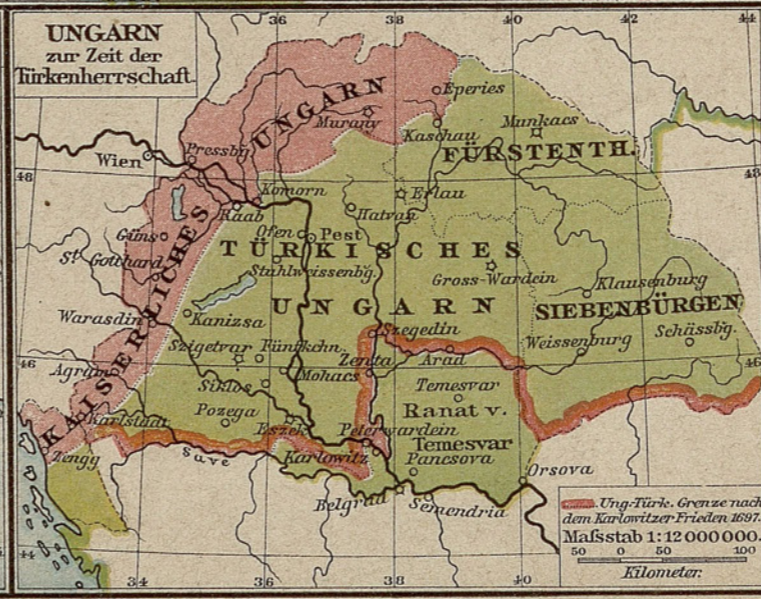 UNGARN
zur Zeit der
Türkenherrschaft
36
38
40
42
44
Eperies
UNGARN
Murany
Kaschau
Munkacs
Pressbg
Wien
FÜRSTENTH.
48
48
Komorn
Erlau
Raab
Hatvan
Güns
Ofen
Pest
TÜRKISCHES
St Gotthard
Stuhlweissenbg.
Gross-Wardein
Klausenburg
UNGARN
SIEBENBÜRGEN
KAISERLICHES
Warasdin
Kanizsa
Szegedin
Schässbg.
Weissenburg
Szigetvar
Fünfkchn.
Zenta
Arad
46
46
Agram
Siklos
Mohacs
Temesvar
Pozega
Ranat v.
Karlstadt
Eszek
Peterwardein
Temesvar
Zengg
Save
Karlowitz
Pancsova
Orsova
Belgrad
Semendria
Ung-Türk. Grenze nach
dem Karlowitzer Frieden 1697.
Maſsstab 1:12 000 000.
50 0 50 100
Kilometer.
44
34
36
38
40